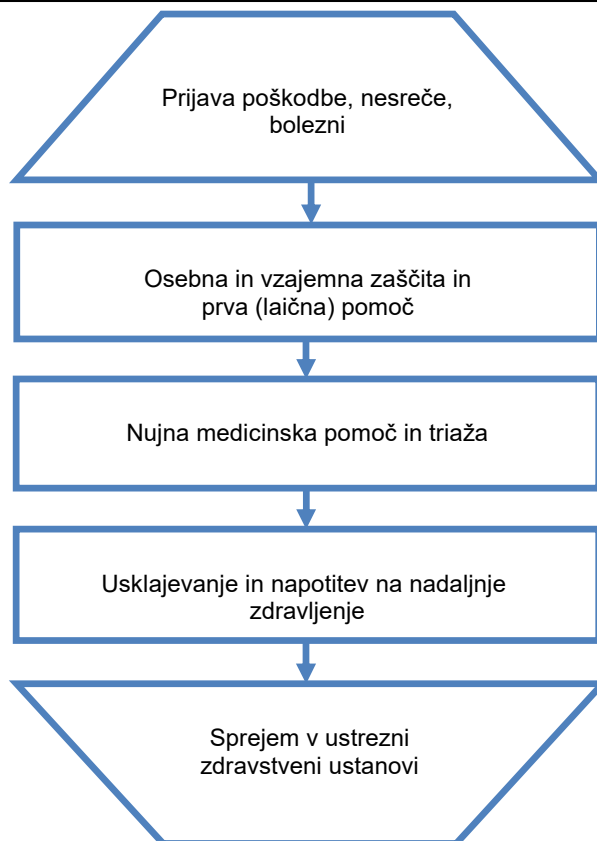 Prijava poškodbe, nesreče,
bolezni
Osebna in vzajemna zaščita in
prva (laična) pomoč
Nujna medicinska pomoč in triaža
Usklajevanje in napotitev na nadaljnje
zdravljenje
Sprejem v ustrezni
zdravstveni ustanovi